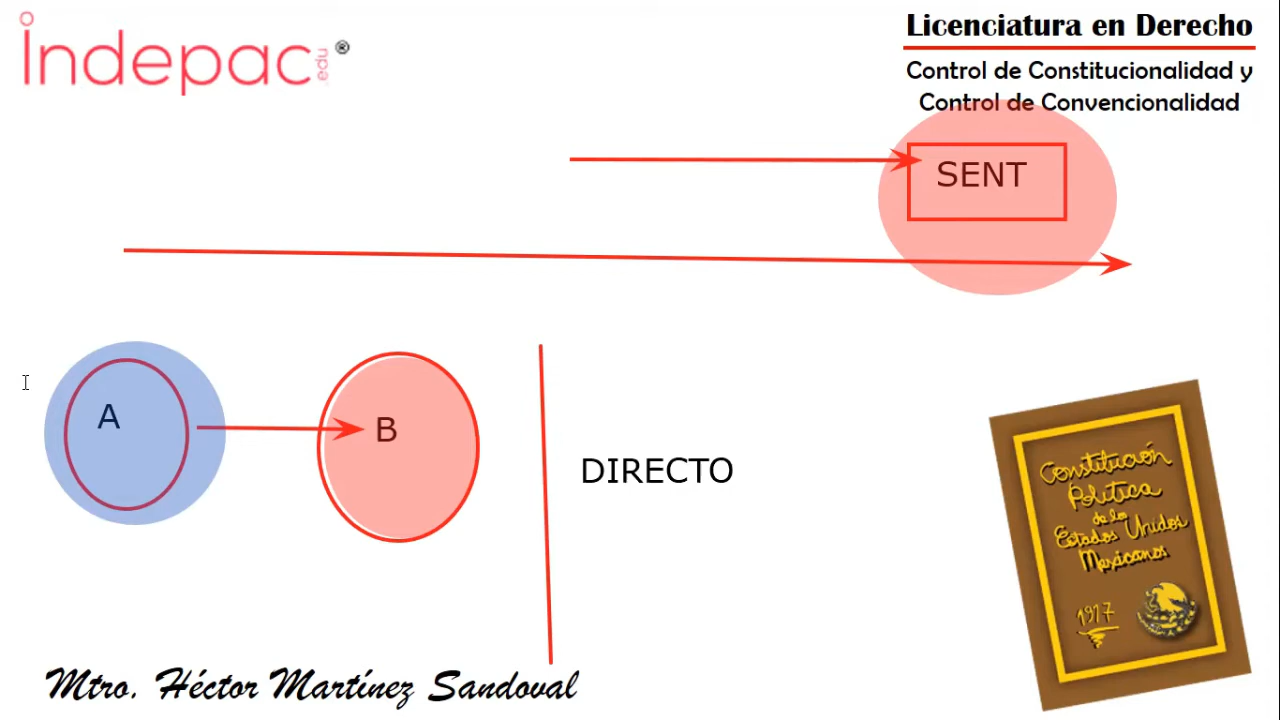 indepac.edu®
Licenciatura en Derecho
Control de Constitucionalidad y
Control de Convencionalidad
SENT
A
B
DIRECTO
Constitución
Política
de los
Estados Unidos
Mexicanos
1917
Mtro. Héctor Martínez Sandoval